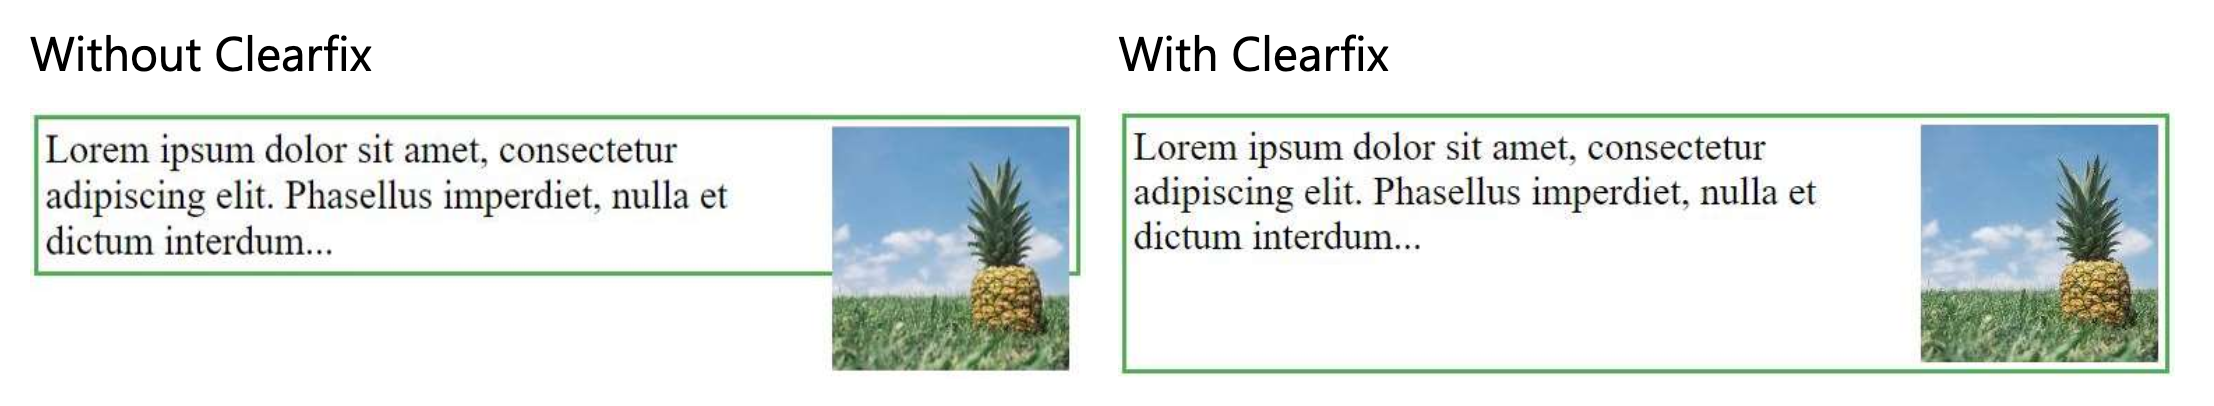 Without Clearfix
Lorem ipsum dolor sit amet, consectetur
adipiscing elit. Phasellus imperdiet, nulla et
dictum interdum...
With Clearfix
Lorem ipsum dolor sit amet, consectetur
adipiscing elit. Phasellus imperdiet, nulla et
dictum interdum...